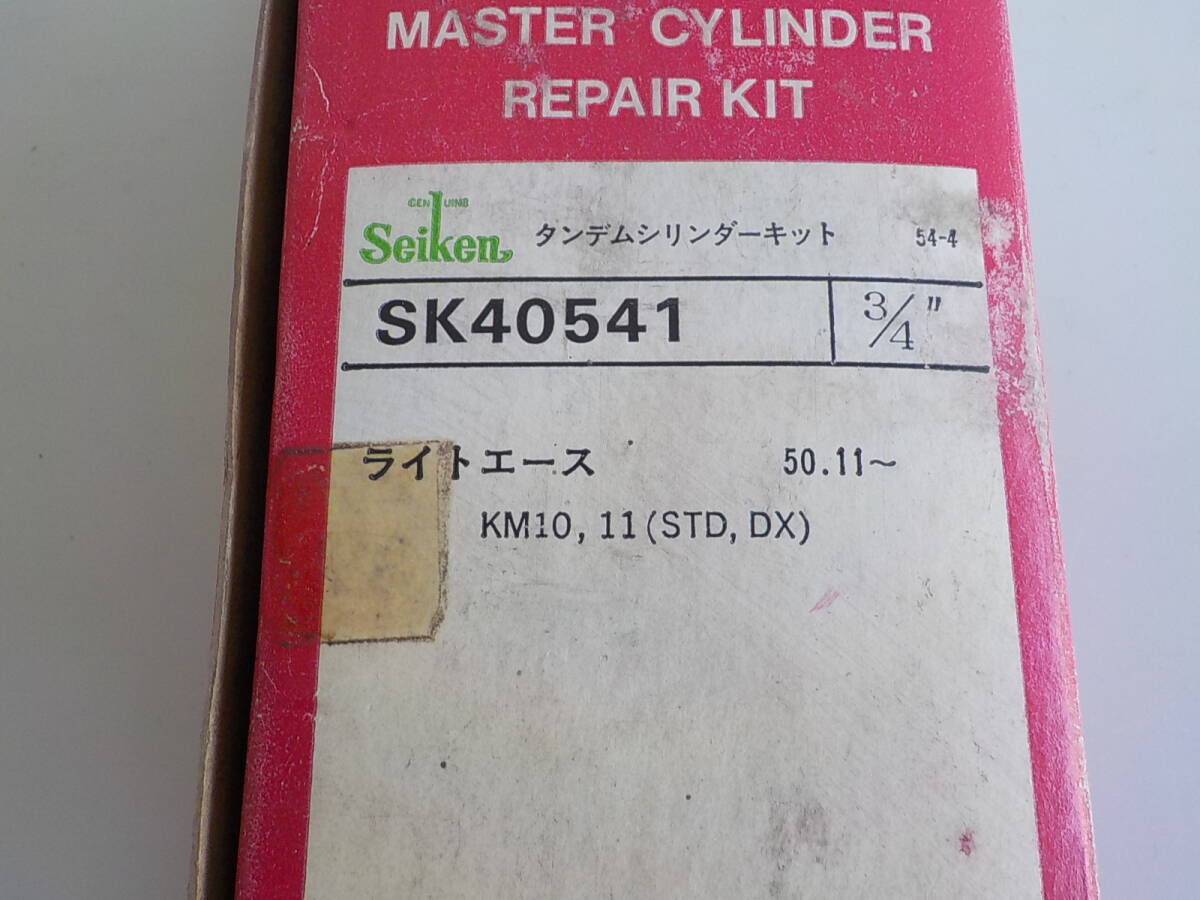 MASTER CYLINDER
REPAIR KIT
GENUINE
Seiken タンデムシリンダーキット 54-4
SK40541 3/4"
ライトエース 50.11～
KM10, 11 (STD, DX)